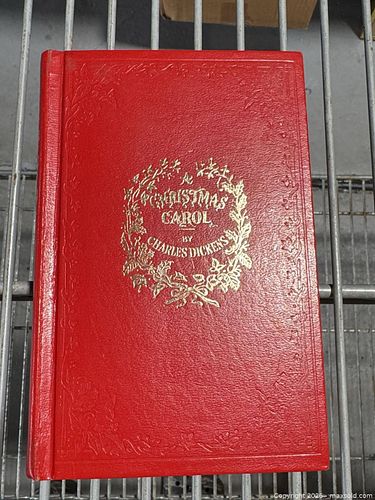 A
CHRISTMAS
CAROL
BY
CHARLES DICKENS
Copyright 2025 - maxsold.com